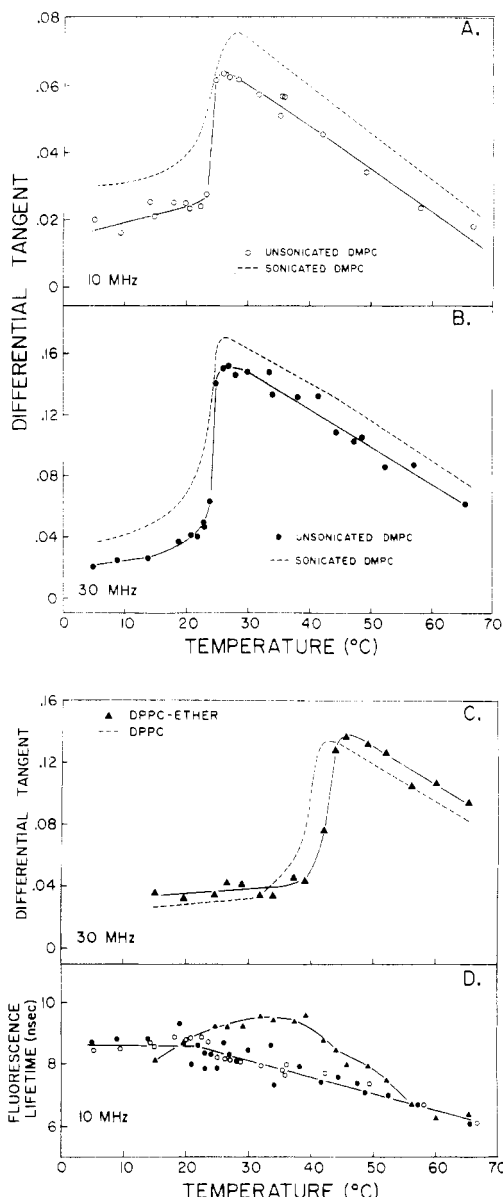 .08
A.
.06
.04
.02
0
○ UNSONICATED DMPC
--- SONICATED DMPC
10 MHz
DIFFERENTIAL TANGENT
B.
.16
.12
.08
.04
0
● UNSONICATED DMPC
--- SONICATED DMPC
30 MHz
0 10 20 30 40 50 60 70
TEMPERATURE (°C)
0.16
C.
▲ DPPC-ETHER
--- DPPC
0.12
.08
.04
0
DIFFERENTIAL TANGENT
30 MHz
D.
10
8
6
FLUORESCENCE
LIFETIME (nsec)
10 MHz
0 10 20 30 40 50 60 70
TEMPERATURE (°C)